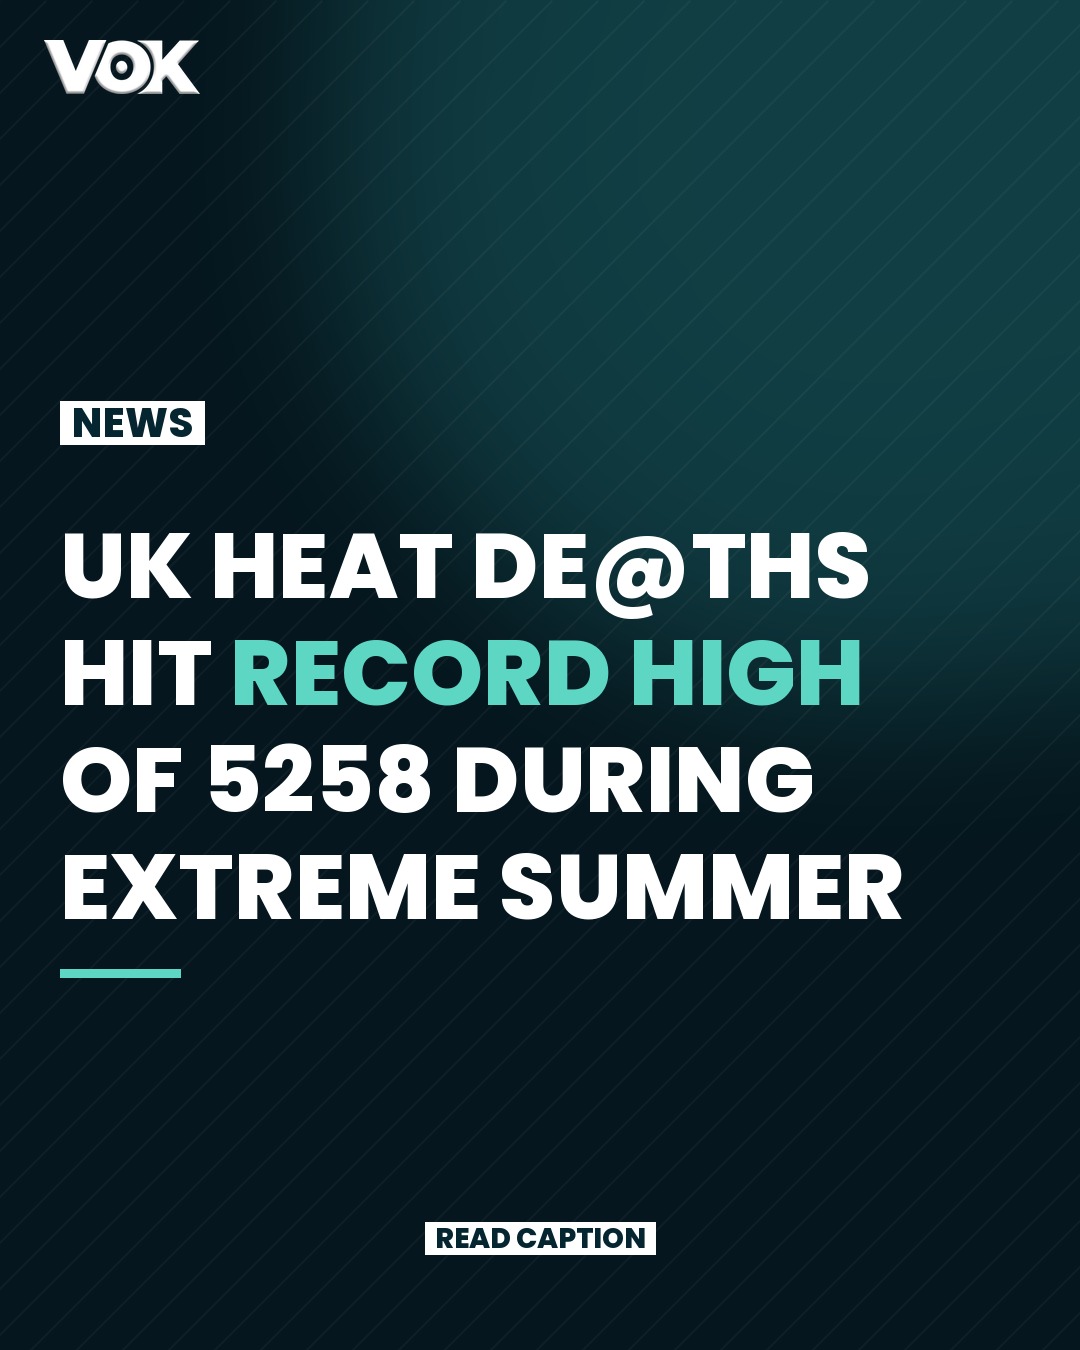 VOK
NEWS
UK HEAT DE@THS
HIT RECORD HIGH
OF 5258 DURING
EXTREME SUMMER
READ CAPTION